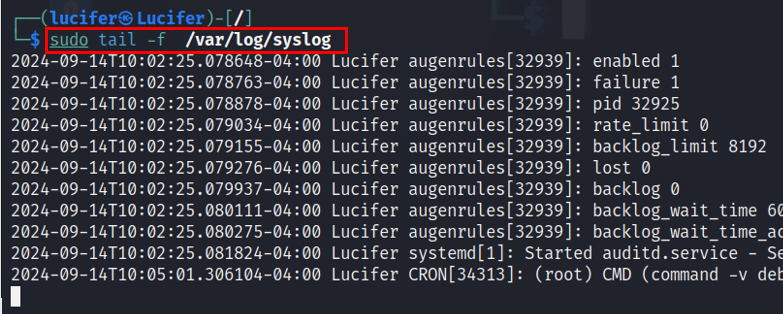 ┌──(lucifer㉿Lucifer)-[/]
└─$ sudo tail -f  /var/log/syslog
2024-09-14T10:02:25.078648-04:00 Lucifer augenrules[32939]: enabled 1
2024-09-14T10:02:25.078763-04:00 Lucifer augenrules[32939]: failure 1
2024-09-14T10:02:25.078878-04:00 Lucifer augenrules[32939]: pid 32925
2024-09-14T10:02:25.079034-04:00 Lucifer augenrules[32939]: rate_limit 0
2024-09-14T10:02:25.079155-04:00 Lucifer augenrules[32939]: backlog_limit 8192
2024-09-14T10:02:25.079276-04:00 Lucifer augenrules[32939]: lost 0
2024-09-14T10:02:25.079937-04:00 Lucifer augenrules[32939]: backlog 0
2024-09-14T10:02:25.080111-04:00 Lucifer augenrules[32939]: backlog_wait_time 60
2024-09-14T10:02:25.080275-04:00 Lucifer augenrules[32939]: backlog_wait_time_ac
2024-09-14T10:02:25.081824-04:00 Lucifer systemd[1]: Started auditd.service - Se
2024-09-14T10:05:01.306104-04:00 Lucifer CRON[34313]: (root) CMD (command -v deb